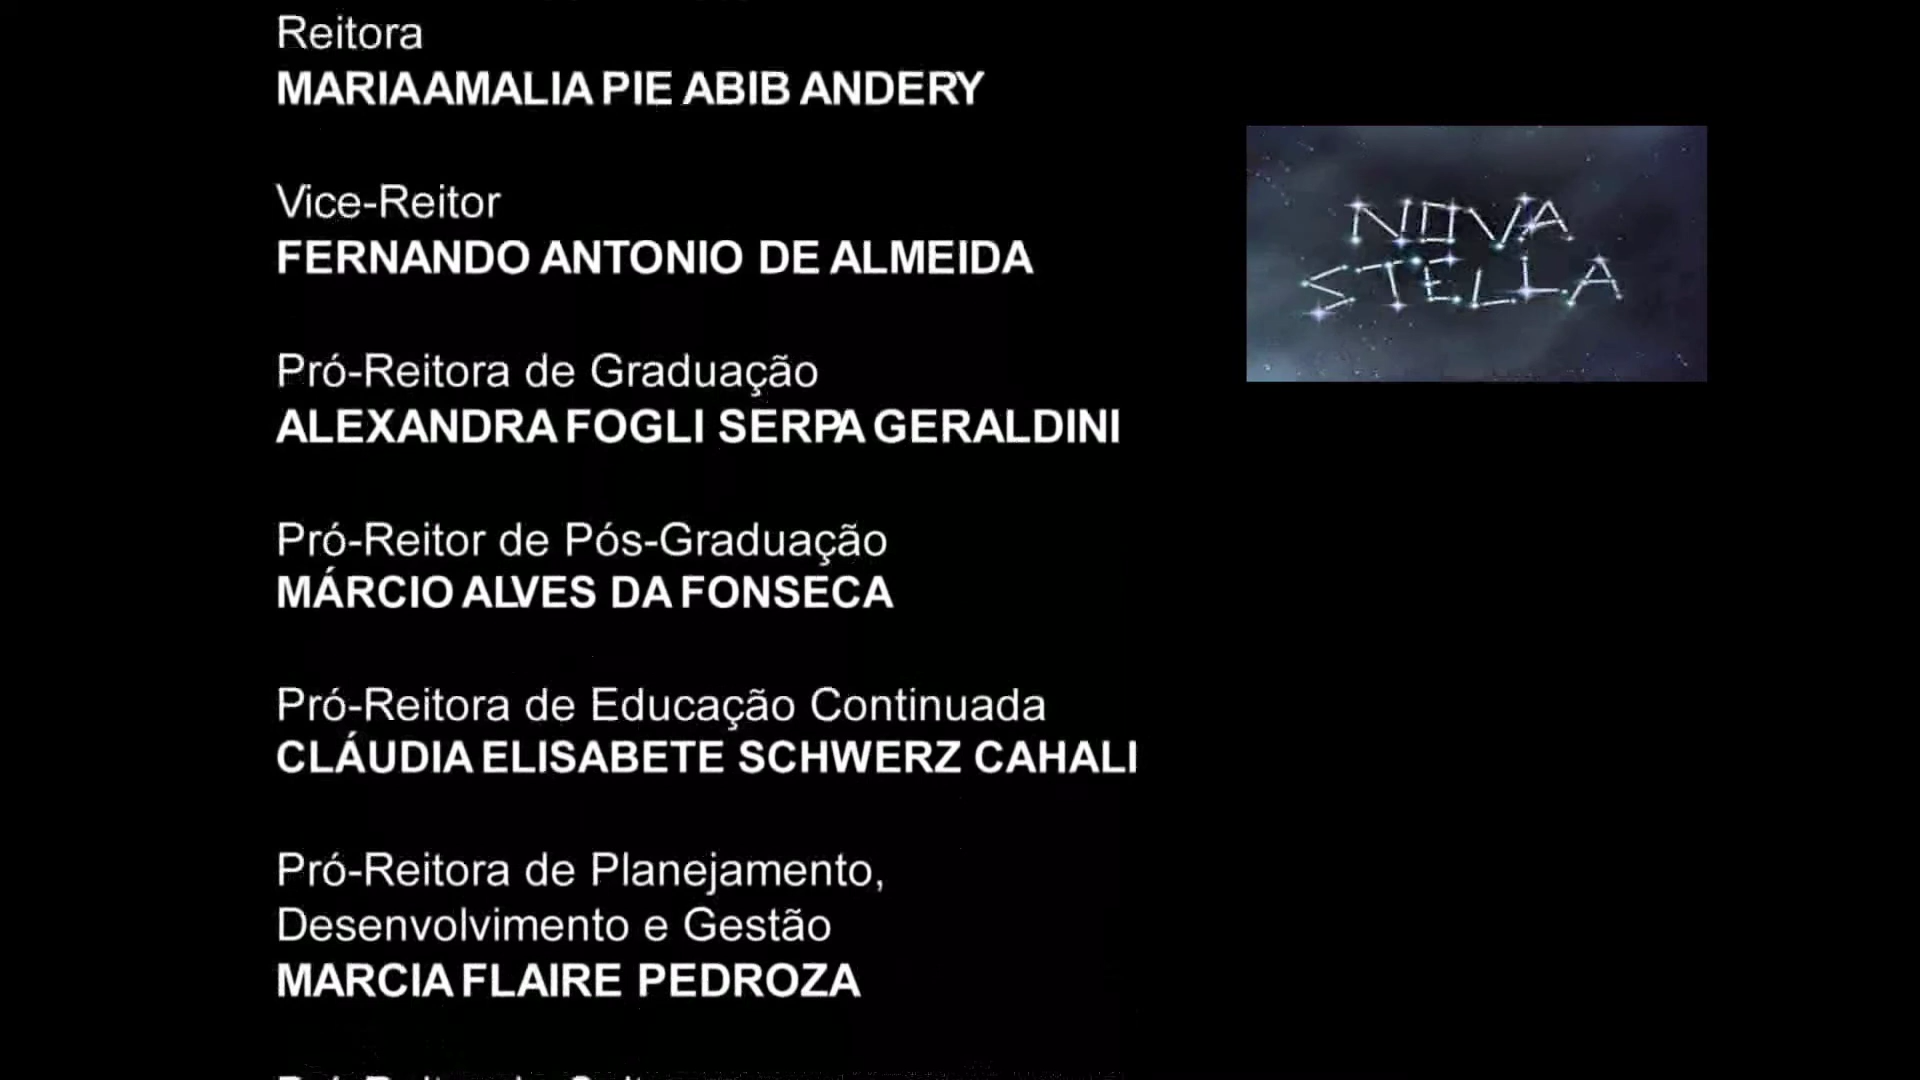 Reitora
MARIA AMALIA PIE ABIB ANDERY
Vice-Reitor
FERNANDO ANTONIO DE ALMEIDA
Pró-Reitora de Graduação
ALEXANDRA FOGLI SERPA GERALDINI
Pró-Reitor de Pós-Graduação
MÁRCIO ALVES DA FONSECA
Pró-Reitora de Educação Continuada
CLÁUDIA ELISABETE SCHWERZ CAHALI
Pró-Reitora de Planejamento,
Desenvolvimento e Gestão
MARCIA FLAIRE PEDROZA
NOVA
STELLA